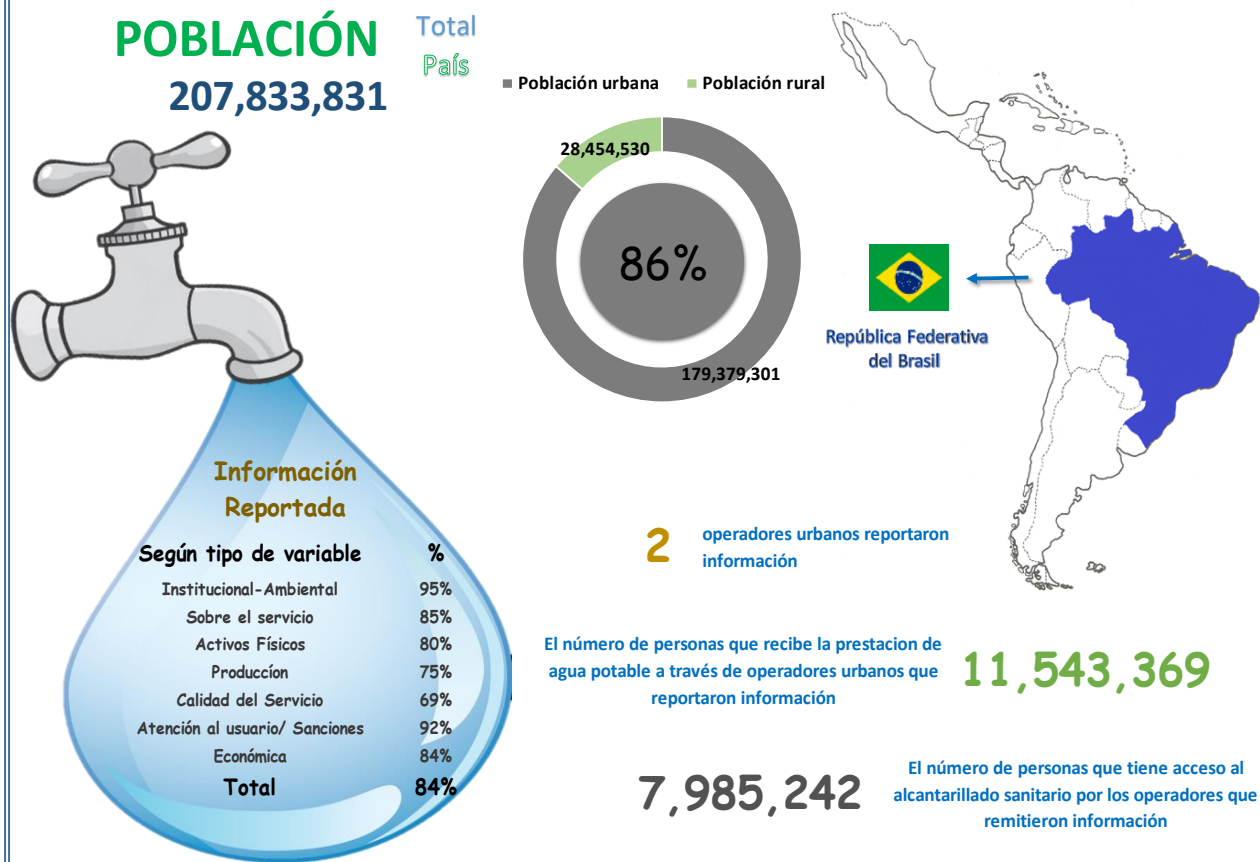 POBLACIÓN
Total
País
207,833,831
Población urbana
Población rural
28,454,530
86%
179,379,301
República Federativa
del Brasil
Información
Reportada
Según tipo de variable %
Institucional-Ambiental 95%
Sobre el servicio 85%
Activos Físicos 80%
Produccíon 75%
Calidad del Servicio 69%
Atención al usuario/ Sanciones 92%
Económica 84%
Total 84%
2
operadores urbanos reportaron
información
El número de personas que recibe la prestacion de
agua potable a través de operadores urbanos que
reportaron información
11,543,369
7,985,242
El número de personas que tiene acceso al
alcantarillado sanitario por los operadores que
remitieron información